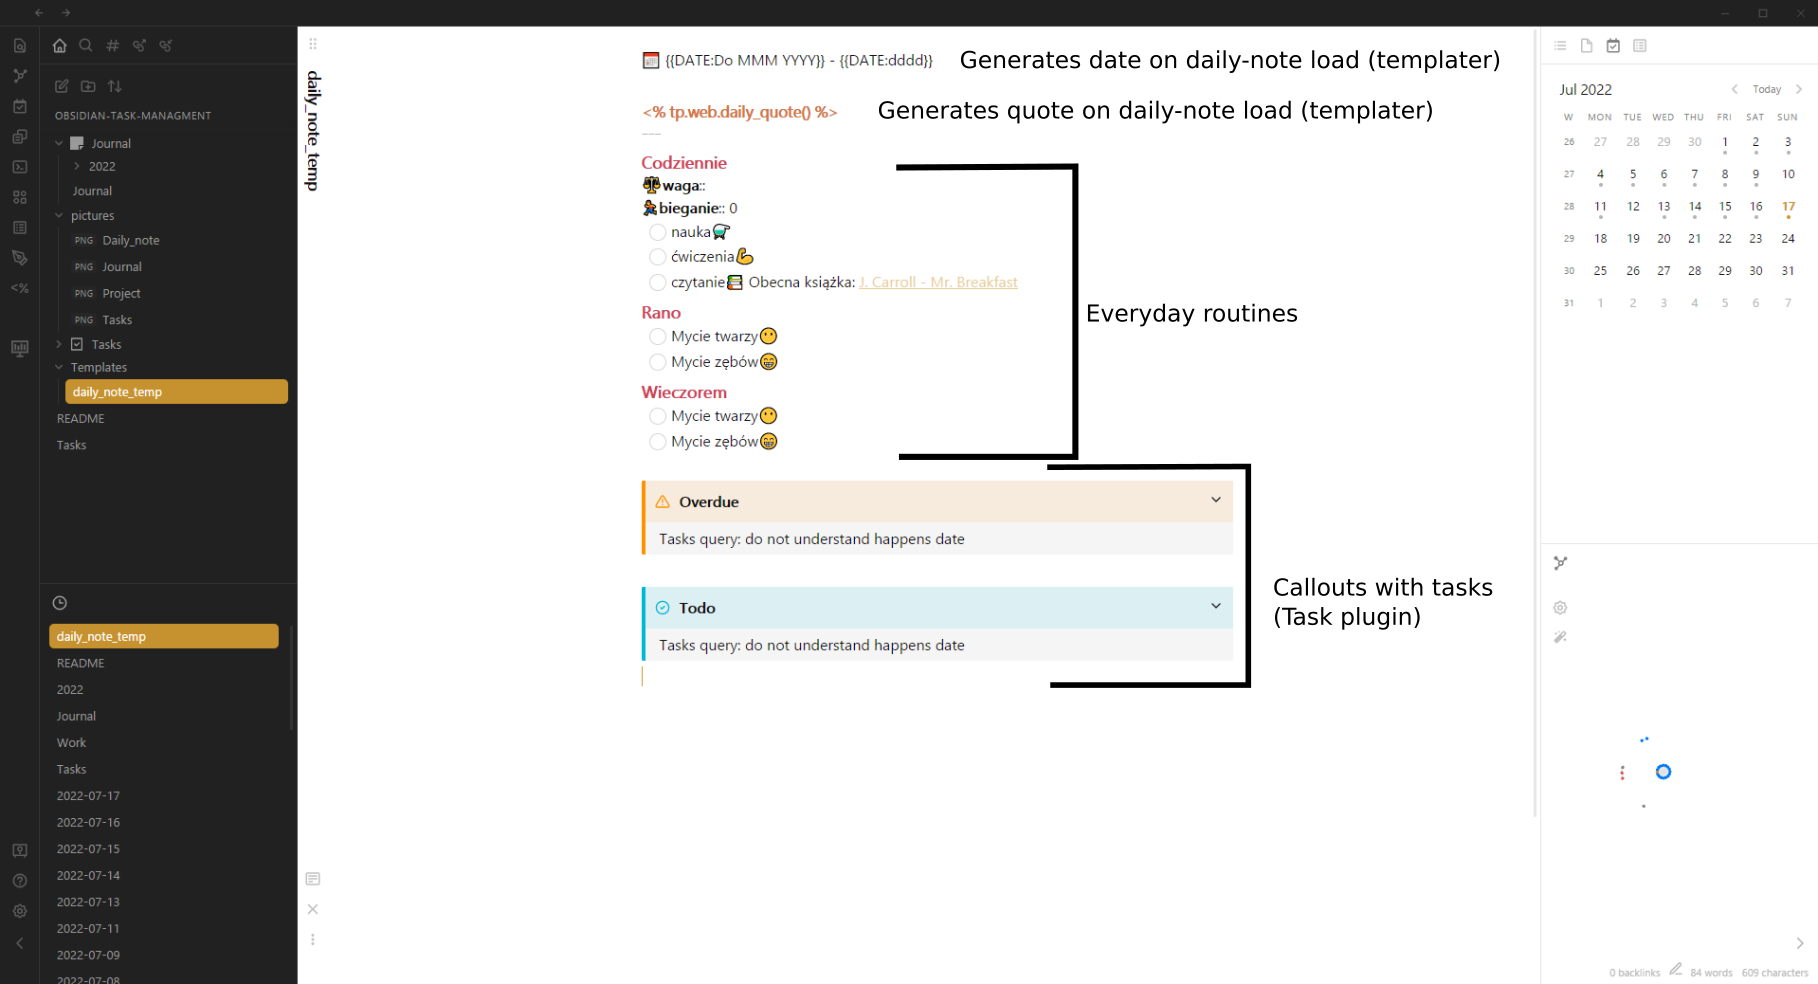 OBSIDIAN-TASK-MANAGMENT
Journal
2022
Journal
pictures
PNG Daily_note
PNG Journal
PNG Project
PNG Tasks
Tasks
Templates
daily_note_temp
README
Tasks
daily_note_temp
README
2022
Journal
Work
Tasks
2022-07-17
2022-07-16
2022-07-15
2022-07-14
2022-07-13
2022-07-11
2022-07-09
2022-07-08
<%
daily_note_temp
{{DATE:Do MMM YYYY}} - {{DATE:dddd}} Generates date on daily-note load (templater)
<% tp.web.daily_quote() %> Generates quote on daily-note load (templater)
---
Codziennie
waga::
bieganie:: 0
nauka
ćwiczenia
czytanie Obecna książka: J. Carroll - Mr. Breakfast
Everyday routines
Rano
Mycie twarzy
Mycie zębów
Wieczorem
Mycie twarzy
Mycie zębów
Overdue
Tasks query: do not understand happens date
Todo
Tasks query: do not understand happens date
Callouts with tasks
(Task plugin)
Jul 2022 Today
W MON TUE WED THU FRI SAT SUN
26 27 28 29 30 1 2 3
27 4 5 6 7 8 9 10
28 11 12 13 14 15 16 17
29 18 19 20 21 22 23 24
30 25 26 27 28 29 30 31
31 1 2 3 4 5 6 7
0 backlinks 84 words 609 characters